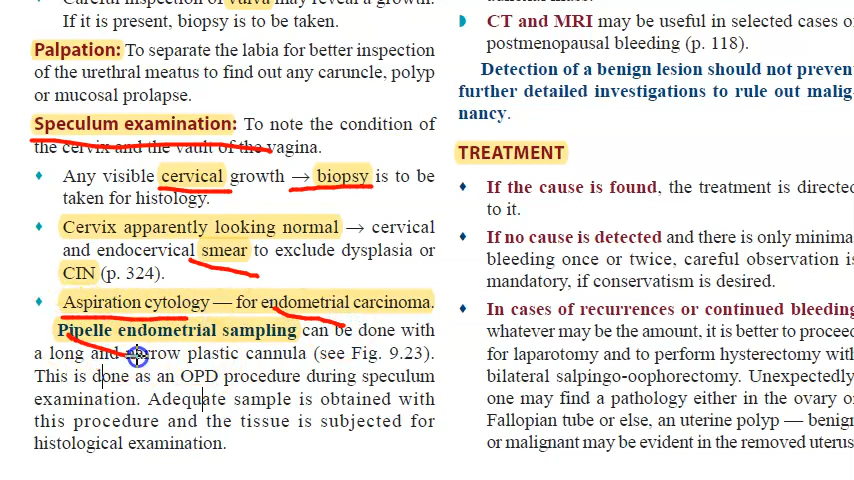 Careful inspection of vulva may reveal a growth.
If it is present, biopsy is to be taken.
Palpation: To separate the labia for better inspection
of the urethral meatus to find out any caruncle, polyp
or mucosal prolapse.
Speculum examination: To note the condition of
the cervix and the vault of the vagina.
♦ Any visible cervical growth → biopsy is to be
taken for histology.
♦ Cervix apparently looking normal → cervical
and endocervical smear to exclude dysplasia or
CIN (p. 324).
♦ Aspiration cytology — for endometrial carcinoma.
Pipelle endometrial sampling can be done with
a long and narrow plastic cannula (see Fig. 9.23).
This is done as an OPD procedure during speculum
examination. Adequate sample is obtained with
this procedure and the tissue is subjected for
histological examination.
CT and MRI may be useful in selected cases o
postmenopausal bleeding (p. 118).
Detection of a benign lesion should not preven
further detailed investigations to rule out malig
nancy.
TREATMENT
♦ If the cause is found, the treatment is directed
to it.
♦ If no cause is detected and there is only minima
bleeding once or twice, careful observation is
mandatory, if conservatism is desired.
♦ In cases of recurrences or continued bleeding
whatever may be the amount, it is better to proceed
for laparotomy and to perform hysterectomy with
bilateral salpingo-oophorectomy. Unexpectedly
one may find a pathology either in the ovary o
Fallopian tube or else, an uterine polyp — benign
or malignant may be evident in the removed uterus